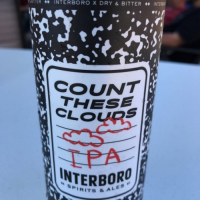 INTERBORO X DRY & BITTER
COUNT
THESE
CLOUDS
IPA
INTERBORO
SPIRITS & ALES